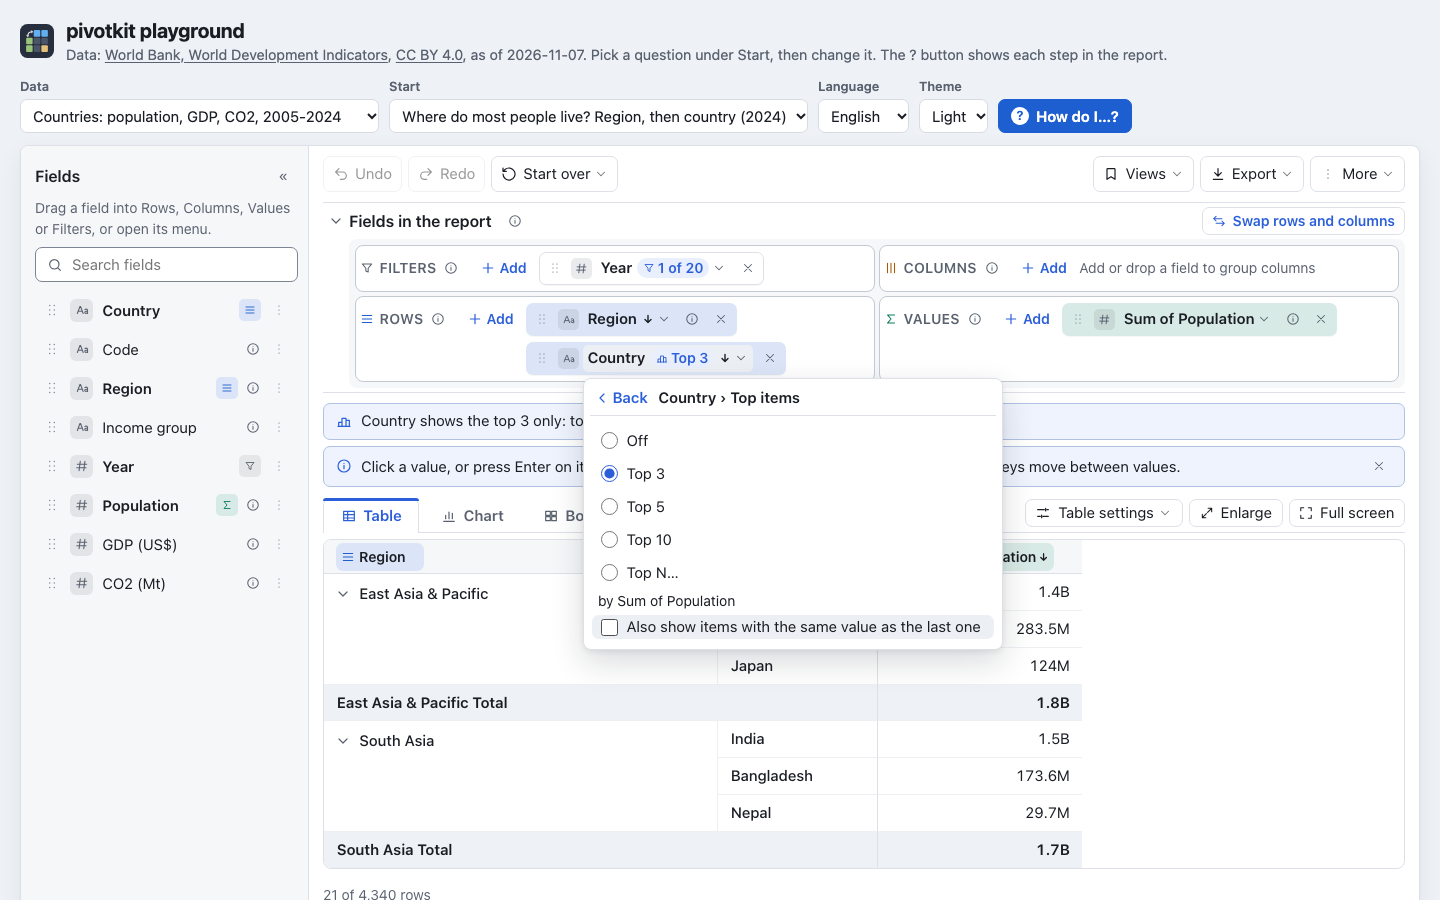 pivotkit playground
Data: World Bank, World Development Indicators, CC BY 4.0, as of 2026-11-07. Pick a question under Start, then change it. The ? button shows each step in the report.
Data
Start
Language
Theme
Countries: population, GDP, CO2, 2005-2024
Where do most people live? Region, then country (2024)
English
Light
? How do I...?
Fields
«
Drag a field into Rows, Columns, Values
or Filters, or open its menu.
Search fields
Aa Country
Aa Code
Aa Region
Aa Income group
# Year
# Population Σ
# GDP (US$)
# CO2 (Mt)
Undo
Redo
Start over
Views
Export
More
Fields in the report
Swap rows and columns
FILTERS
+ Add
# Year 1 of 20
COLUMNS
+ Add
Add or drop a field to group columns
ROWS
+ Add
Aa Region
Aa Country Top 3
Σ VALUES
+ Add
# Sum of Population
Back
Country › Top items
Off
Top 3
Top 5
Top 10
Top N...
by Sum of Population
Also show items with the same value as the last one
Country shows the top 3 only: to
Click a value, or press Enter on it
eys move between values.
Table
Chart
Bo
Table settings
Enlarge
Full screen
Region
ation
East Asia & Pacific
1.4B
283.5M
Japan
124M
East Asia & Pacific Total
1.8B
South Asia
India
1.5B
Bangladesh
173.6M
Nepal
29.7M
South Asia Total
1.7B
21 of 4,340 rows